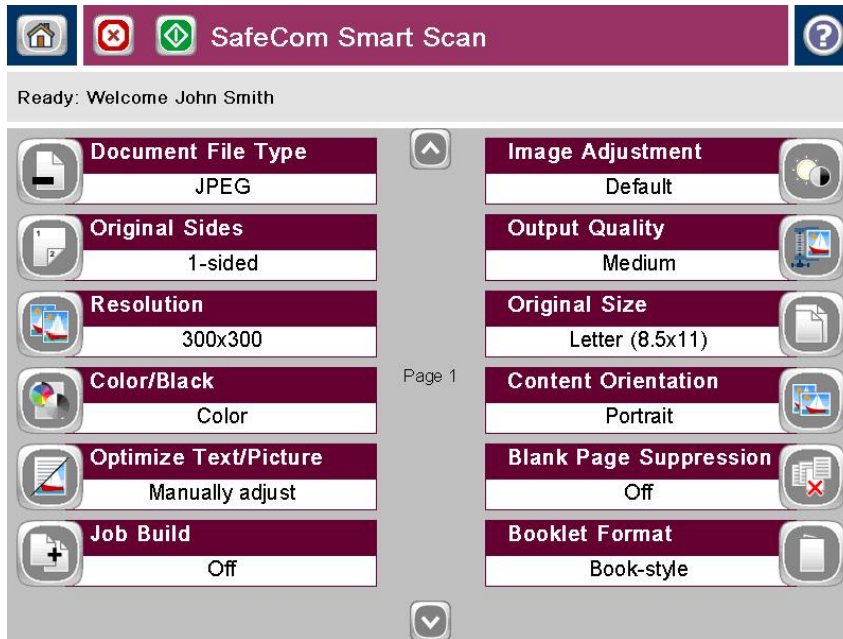 SafeCom Smart Scan
?
Ready: Welcome John Smith
Document File Type
JPEG
Original Sides
1-sided
1
2
Resolution
300x300
Color/Black
Color
Optimize Text/Picture
Manually adjust
Job Build
Off
Page 1
Image Adjustment
Default
Output Quality
Medium
Original Size
Letter (8.5x11)
Content Orientation
Portrait
Blank Page Suppression
Off
Booklet Format
Book-style